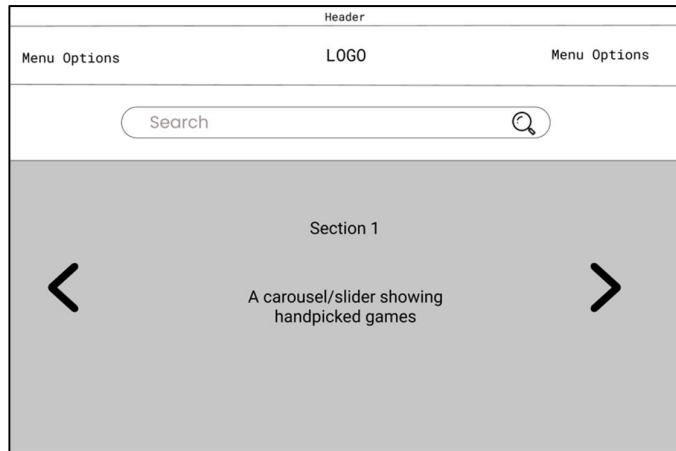 Header
Menu Options LOGO Menu Options
Search
Section 1
A carousel/slider showing
handpicked games